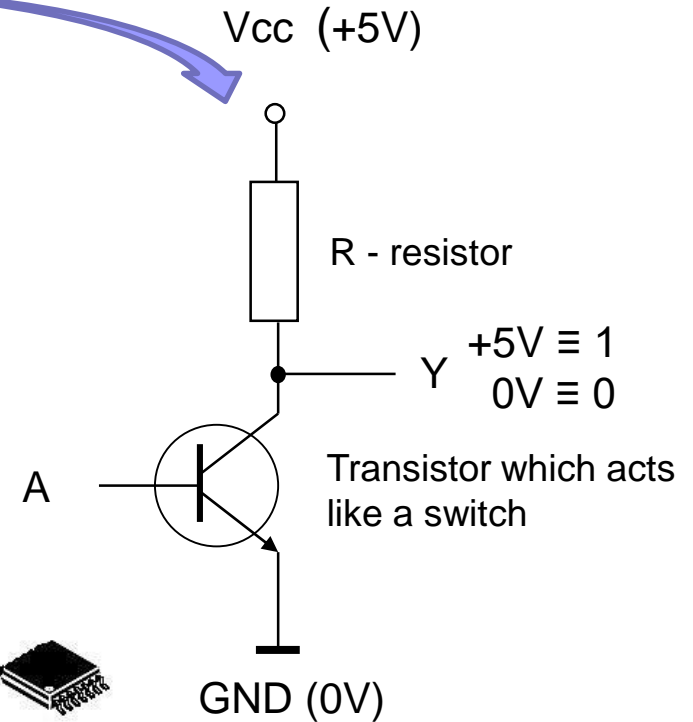 Vcc (+5V)
R - resistor
Y
+5V ≡ 1
0V ≡ 0
A
Transistor which acts
like a switch
GND (0V)